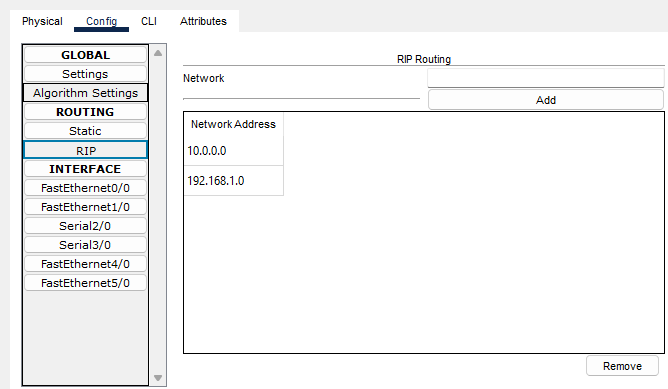 Physical Config CLI Attributes
GLOBAL
Settings
Algorithm Settings
ROUTING
Static
RIP
INTERFACE
FastEthernet0/0
FastEthernet1/0
Serial2/0
Serial3/0
FastEthernet4/0
FastEthernet5/0
RIP Routing
Network
Add
Network Address
10.0.0.0
192.168.1.0
Remove